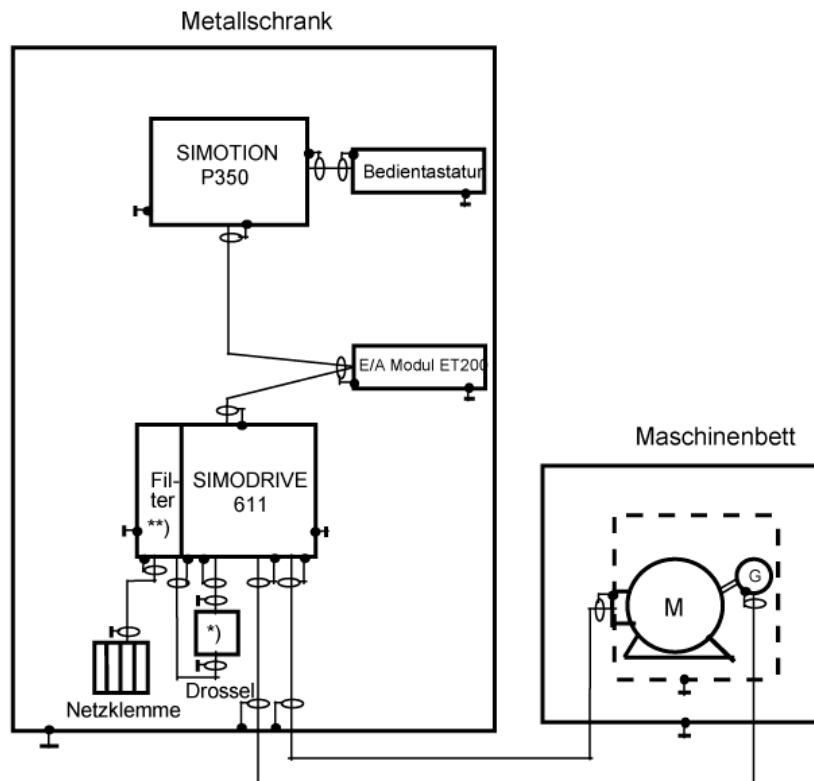 Metallschrank
SIMOTION
P350
Bedientastatur
E/A Modul ET200
Fil-
ter
**)
SIMODRIVE
611
*)
Drossel
Netzklemme
Maschinenbett
M
G